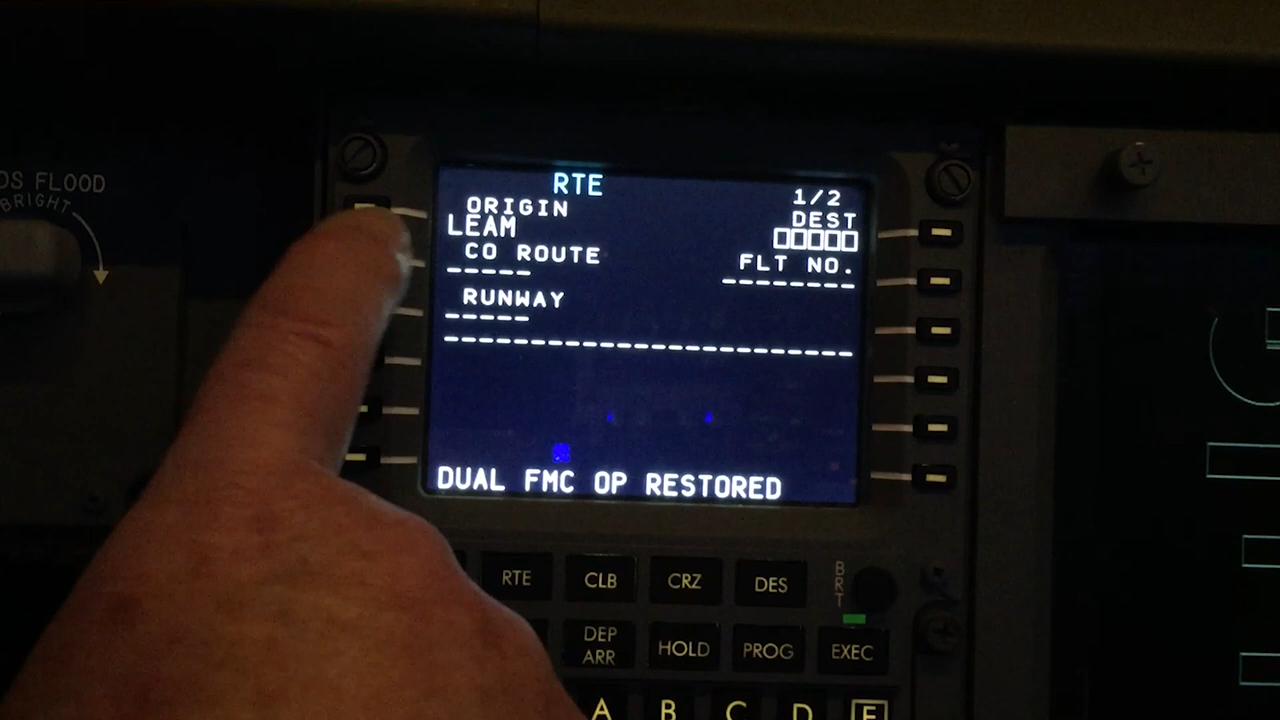 DS FLOOD
BRIGHT
RTE
1/2
ORIGIN
DEST
LEAM
□□□□□
CO ROUTE
FLT NO.
-----
--------
RUNWAY
-----
------------------------
DUAL FMC OP RESTORED
RTE
CLB
CRZ
DES
BRT
DEP
ARR
HOLD
PROG
EXEC
A
B
C
D
E